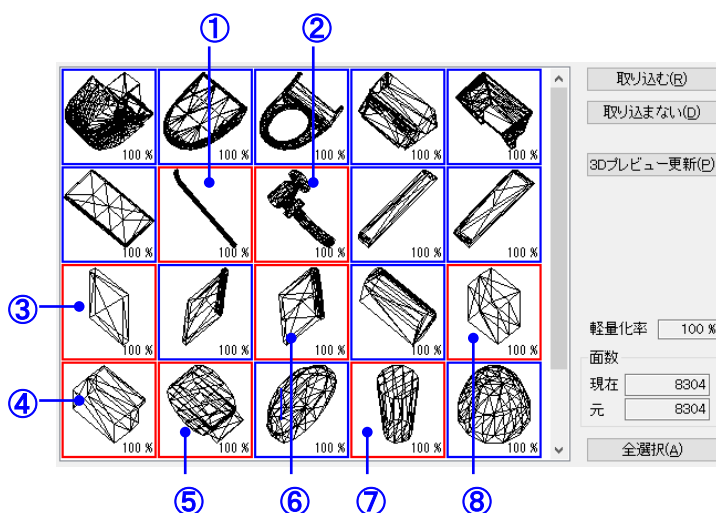 ① ②
取り込む(R)
100 % 100 % 100 % 100 % 100 %
取り込まない(D)
3Dプレビュー更新(P)
100 % 100 % 100 % 100 % 100 %
③
100 % 100 % 100 % 100 % 100 %
軽量化率 100 %
面数
現在 8304
④
元 8304
100 % 100 % 100 % 100 % 100 %
全選択(A)
⑤ ⑥ ⑦ ⑧